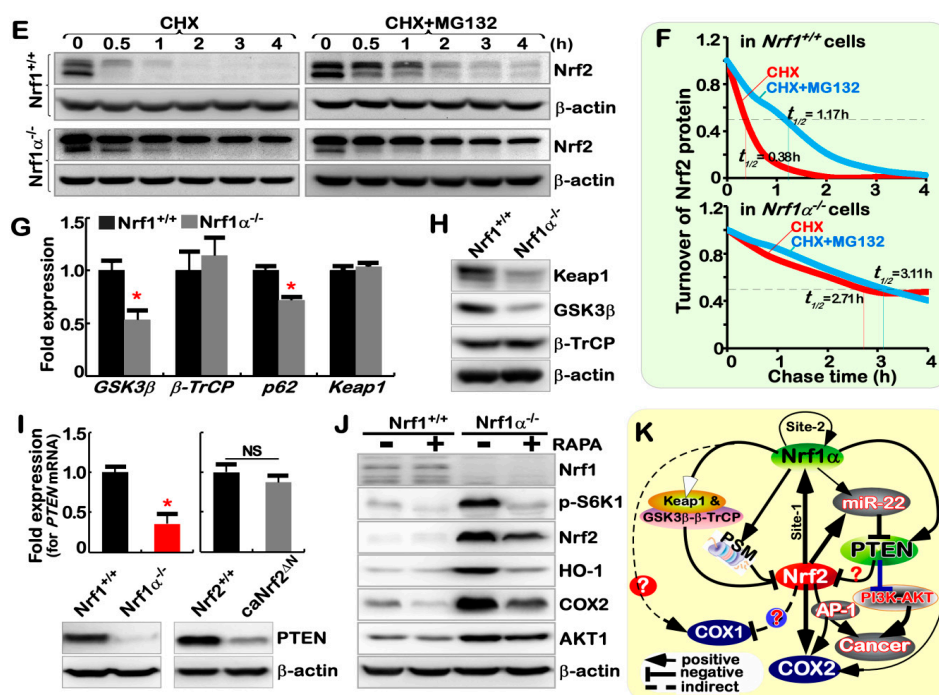 E
CHX
CHX+MG132
0 0.5 1 2 3 4 0 0.5 1 2 3 4 (h)
Nrf1+/+
Nrf2
β-actin
Nrf1α-/-
Nrf2
β-actin
F
in Nrf1+/+ cells
CHX
CHX+MG132
t1/2= 1.17h
t1/2= 0.38h
1.2
0.8
0.4
0
0 1 2 3 4
in Nrf1α-/- cells
CHX
CHX+MG132
t1/2= 3.11h
t1/2=2.71h
1.2
0.8
0.4
0
0 1 2 3 4
Turnover of Nrf2 protein
Chase time (h)
G
Nrf1+/+ Nrf1α-/-
Fold expression
1.5
1.0
0.5
0
*
*
GSK3β β-TrCP p62 Keap1
H
Nrf1+/+ Nrf1α-/-
Keap1
GSK3β
β-TrCP
β-actin
I
Fold expression
(for PTEN mRNA)
1.5
1.0
0.5
0
*
NS
Nrf1+/+ Nrf1α-/- Nrf2+/+ caNrf2ΔN
PTEN
β-actin
J
Nrf1+/+ Nrf1α-/-
– + – + RAPA
Nrf1
p-S6K1
Nrf2
HO-1
COX2
AKT1
β-actin
K
Site-2
Nrf1α
Keap1 &
GSK3β-β-TrCP
miR-22
Site-1
PSM
PTEN
?
Nrf2
?
PI3K-AKT
AP-1
?
COX1
Cancer
COX2
positive
negative
indirect